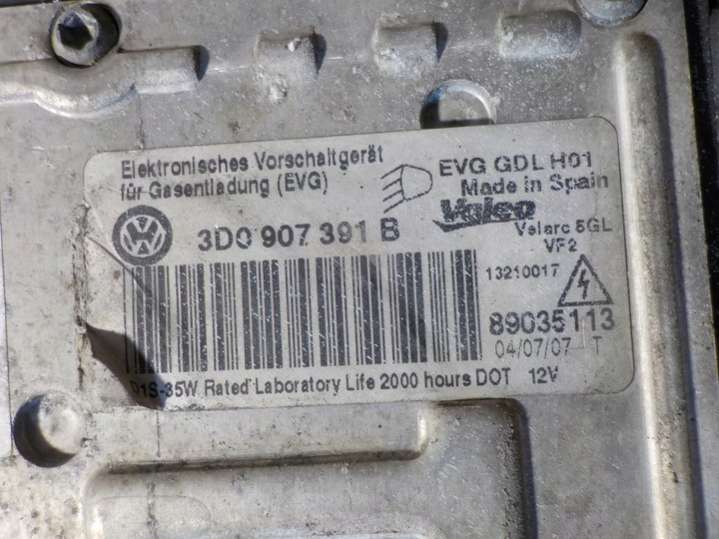 Elektronisches Vorschaltgerät
für Gasentladung (EVG)
EVG GDL H01
Made in Spain
Valeo
3D0 907 391 B
Velarc 5GL
VF2
13210017
89035113
04/07/07 T
D1S-35W Rated Laboratory Life 2000 hours DOT 12V